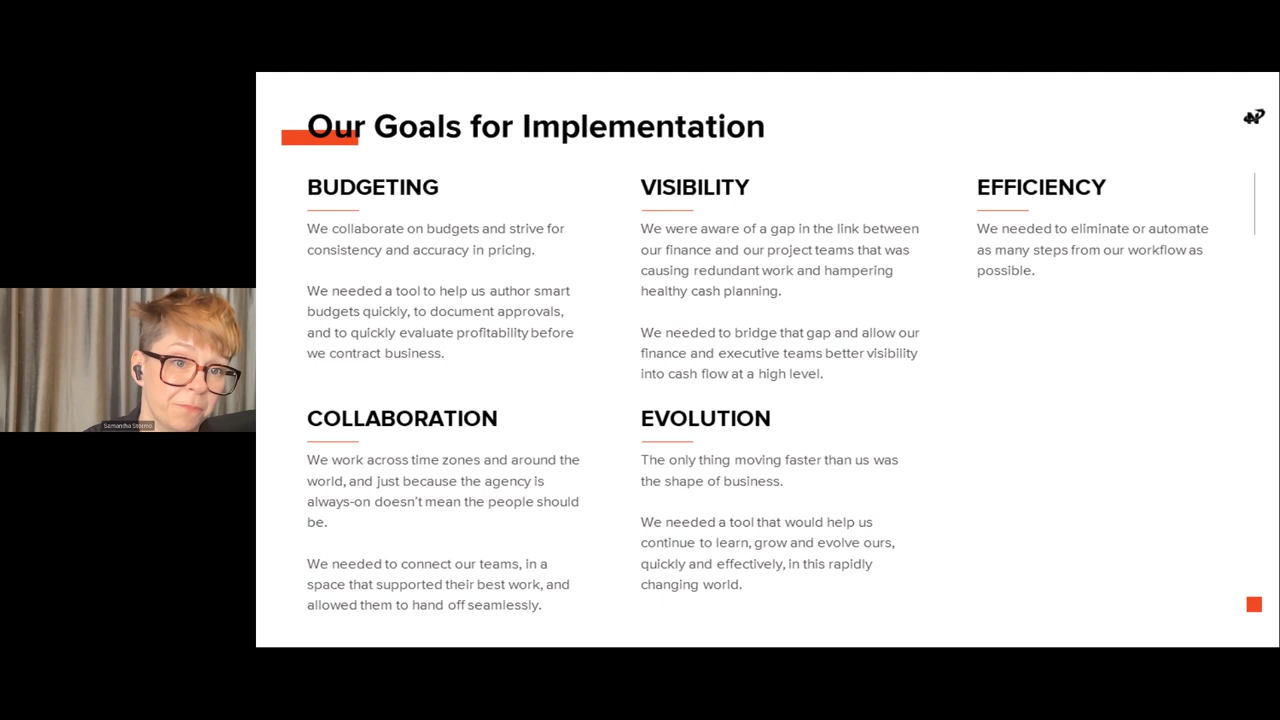 Our Goals for Implementation
BUDGETING
We collaborate on budgets and strive for
consistency and accuracy in pricing.
We needed a tool to help us author smart
budgets quickly, to document approvals,
and to quickly evaluate profitability before
we contract business.
VISIBILITY
We were aware of a gap in the link between
our finance and our project teams that was
causing redundant work and hampering
healthy cash planning.
We needed to bridge that gap and allow our
finance and executive teams better visibility
into cash flow at a high level.
EFFICIENCY
We needed to eliminate or automate
as many steps from our workflow as
possible.
COLLABORATION
We work across time zones and around the
world, and just because the agency is
always-on doesn't mean the people should
be.
We needed to connect our teams, in a
space that supported their best work, and
allowed them to hand off seamlessly.
EVOLUTION
The only thing moving faster than us was
the shape of business.
We needed a tool that would help us
continue to learn, grow and evolve ours,
quickly and effectively, in this rapidly
changing world.
Samantha Stormo